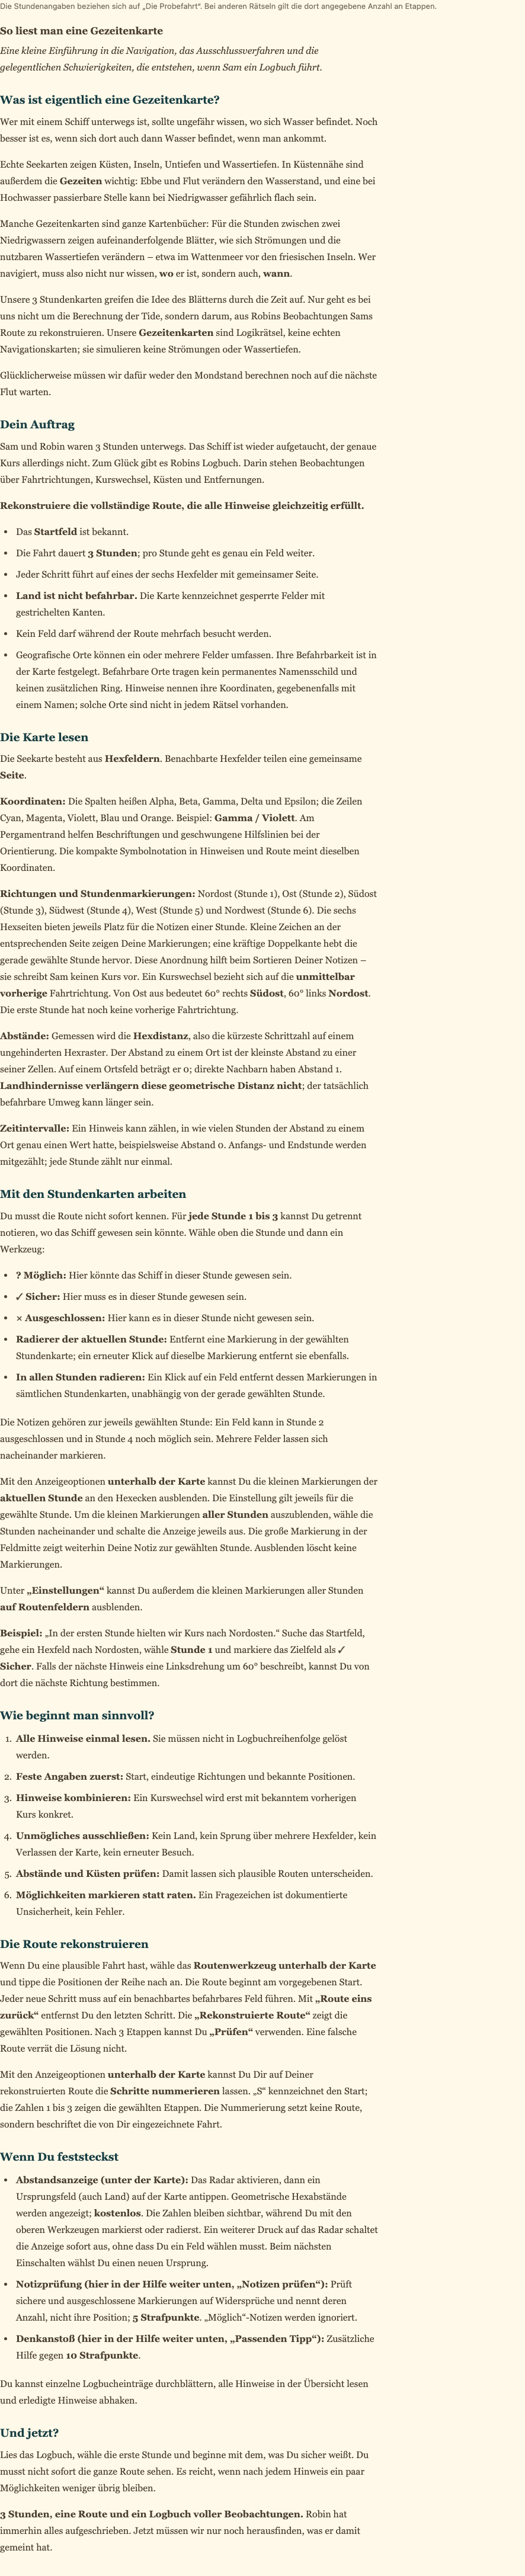 Die Stundenangaben beziehen sich auf „Die Probefahrt“. Bei anderen Rätseln gilt die dort angegebene Anzahl an Etappen.
So liest man eine Gezeitenkarte
Eine kleine Einführung in die Navigation, das Ausschlussverfahren und die
gelegentlichen Schwierigkeiten, die entstehen, wenn Sam ein Logbuch führt.
Was ist eigentlich eine Gezeitenkarte?
Wer mit einem Schiff unterwegs ist, sollte ungefähr wissen, wo sich Wasser befindet. Noch
besser ist es, wenn sich dort auch dann Wasser befindet, wenn man ankommt.
Echte Seekarten zeigen Küsten, Inseln, Untiefen und Wassertiefen. In Küstennähe sind
außerdem die Gezeiten wichtig: Ebbe und Flut verändern den Wasserstand, und eine bei
Hochwasser passierbare Stelle kann bei Niedrigwasser gefährlich flach sein.
Manche Gezeitenkarten sind ganze Kartenbücher: Für die Stunden zwischen zwei
Niedrigwassern zeigen aufeinanderfolgende Blätter, wie sich Strömungen und die
nutzbaren Wassertiefen verändern – etwa im Wattenmeer vor den friesischen Inseln. Wer
navigiert, muss also nicht nur wissen, wo er ist, sondern auch, wann.
Unsere 3 Stundenkarten greifen die Idee des Blätterns durch die Zeit auf. Nur geht es bei
uns nicht um die Berechnung der Tide, sondern darum, aus Robins Beobachtungen Sams
Route zu rekonstruieren. Unsere Gezeitenkarten sind Logikrätsel, keine echten
Navigationskarten; sie simulieren keine Strömungen oder Wassertiefen.
Glücklicherweise müssen wir dafür weder den Mondstand berechnen noch auf die nächste
Flut warten.
Dein Auftrag
Sam und Robin waren 3 Stunden unterwegs. Das Schiff ist wieder aufgetaucht, der genaue
Kurs allerdings nicht. Zum Glück gibt es Robins Logbuch. Darin stehen Beobachtungen
über Fahrtrichtungen, Kurswechsel, Küsten und Entfernungen.
Rekonstruiere die vollständige Route, die alle Hinweise gleichzeitig erfüllt.
• Das Startfeld ist bekannt.
• Die Fahrt dauert 3 Stunden; pro Stunde geht es genau ein Feld weiter.
• Jeder Schritt führt auf eines der sechs Hexfelder mit gemeinsamer Seite.
• Land ist nicht befahrbar. Die Karte kennzeichnet gesperrte Felder mit
gestrichelten Kanten.
• Kein Feld darf während der Route mehrfach besucht werden.
• Geografische Orte können ein oder mehrere Felder umfassen. Ihre Befahrbarkeit ist in
der Karte festgelegt. Befahrbare Orte tragen kein permanentes Namensschild und
keinen zusätzlichen Ring. Hinweise nennen ihre Koordinaten, gegebenenfalls mit
einem Namen; solche Orte sind nicht in jedem Rätsel vorhanden.
Die Karte lesen
Die Seekarte besteht aus Hexfeldern. Benachbarte Hexfelder teilen eine gemeinsame
Seite.
Koordinaten: Die Spalten heißen Alpha, Beta, Gamma, Delta und Epsilon; die Zeilen
Cyan, Magenta, Violett, Blau und Orange. Beispiel: Gamma / Violett. Am
Pergamentrand helfen Beschriftungen und geschwungene Hilfslinien bei der
Orientierung. Die kompakte Symbolnotation in Hinweisen und Route meint dieselben
Koordinaten.
Richtungen und Stundenmarkierungen: Nordost (Stunde 1), Ost (Stunde 2), Südost
(Stunde 3), Südwest (Stunde 4), West (Stunde 5) und Nordwest (Stunde 6). Die sechs
Hexseiten bieten jeweils Platz für die Notizen einer Stunde. Kleine Zeichen an der
entsprechenden Seite zeigen Deine Markierungen; eine kräftige Doppelkante hebt die
gerade gewählte Stunde hervor. Diese Anordnung hilft beim Sortieren Deiner Notizen –
sie schreibt Sam keinen Kurs vor. Ein Kurswechsel bezieht sich auf die unmittelbar
vorherige Fahrtrichtung. Von Ost aus bedeutet 60° rechts Südost, 60° links Nordost.
Die erste Stunde hat noch keine vorherige Fahrtrichtung.
Abstände: Gemessen wird die Hexdistanz, also die kürzeste Schrittzahl auf einem
ungehinderten Hexraster. Der Abstand zu einem Ort ist der kleinste Abstand zu einer
seiner Zellen. Auf einem Ortsfeld beträgt er 0; direkte Nachbarn haben Abstand 1.
Landhindernisse verlängern diese geometrische Distanz nicht; der tatsächlich
befahrbare Umweg kann länger sein.
Zeitintervalle: Ein Hinweis kann zählen, in wie vielen Stunden der Abstand zu einem
Ort genau einen Wert hatte, beispielsweise Abstand 0. Anfangs- und Endstunde werden
mitgezählt; jede Stunde zählt nur einmal.
Mit den Stundenkarten arbeiten
Du musst die Route nicht sofort kennen. Für jede Stunde 1 bis 3 kannst Du getrennt
notieren, wo das Schiff gewesen sein könnte. Wähle oben die Stunde und dann ein
Werkzeug:
• ? Möglich: Hier könnte das Schiff in dieser Stunde gewesen sein.
• ✓ Sicher: Hier muss es in dieser Stunde gewesen sein.
• × Ausgeschlossen: Hier kann es in dieser Stunde nicht gewesen sein.
• Radierer der aktuellen Stunde: Entfernt eine Markierung in der gewählten
Stundenkarte; ein erneuter Klick auf dieselbe Markierung entfernt sie ebenfalls.
• In allen Stunden radieren: Ein Klick auf ein Feld entfernt dessen Markierungen in
sämtlichen Stundenkarten, unabhängig von der gerade gewählten Stunde.
Die Notizen gehören zur jeweils gewählten Stunde: Ein Feld kann in Stunde 2
ausgeschlossen und in Stunde 4 noch möglich sein. Mehrere Felder lassen sich
nacheinander markieren.
Mit den Anzeigeoptionen unterhalb der Karte kannst Du die kleinen Markierungen der
aktuellen Stunde an den Hexecken ausblenden. Die Einstellung gilt jeweils für die
gewählte Stunde. Um die kleinen Markierungen aller Stunden auszublenden, wähle die
Stunden nacheinander und schalte die Anzeige jeweils aus. Die große Markierung in der
Feldmitte zeigt weiterhin Deine Notiz zur gewählten Stunde. Ausblenden löscht keine
Markierungen.
Unter „Einstellungen“ kannst Du außerdem die kleinen Markierungen aller Stunden
auf Routenfeldern ausblenden.
Beispiel: „In der ersten Stunde hielten wir Kurs nach Nordosten.“ Suche das Startfeld,
gehe ein Hexfeld nach Nordosten, wähle Stunde 1 und markiere das Zielfeld als ✓
Sicher. Falls der nächste Hinweis eine Linksdrehung um 60° beschreibt, kannst Du von
dort die nächste Richtung bestimmen.
Wie beginnt man sinnvoll?
1. Alle Hinweise einmal lesen. Sie müssen nicht in Logbuchreihenfolge gelöst
werden.
2. Feste Angaben zuerst: Start, eindeutige Richtungen und bekannte Positionen.
3. Hinweise kombinieren: Ein Kurswechsel wird erst mit bekanntem vorherigen
Kurs konkret.
4. Unmögliches ausschließen: Kein Land, kein Sprung über mehrere Hexfelder, kein
Verlassen der Karte, kein erneuter Besuch.
5. Abstände und Küsten prüfen: Damit lassen sich plausible Routen unterscheiden.
6. Möglichkeiten markieren statt raten. Ein Fragezeichen ist dokumentierte
Unsicherheit, kein Fehler.
Die Route rekonstruieren
Wenn Du eine plausible Fahrt hast, wähle das Routenwerkzeug unterhalb der Karte
und tippe die Positionen der Reihe nach an. Die Route beginnt am vorgegebenen Start.
Jeder neue Schritt muss auf ein benachbartes befahrbares Feld führen. Mit „Route eins
zurück“ entfernst Du den letzten Schritt. Die „Rekonstruierte Route“ zeigt die
gewählten Positionen. Nach 3 Etappen kannst Du „Prüfen“ verwenden. Eine falsche
Route verrät die Lösung nicht.
Mit den Anzeigeoptionen unterhalb der Karte kannst Du Dir auf Deiner
rekonstruierten Route die Schritte nummerieren lassen. „S“ kennzeichnet den Start;
die Zahlen 1 bis 3 zeigen die gewählten Etappen. Die Nummerierung setzt keine Route,
sondern beschriftet die von Dir eingezeichnete Fahrt.
Wenn Du feststeckst
• Abstandsanzeige (unter der Karte): Das Radar aktivieren, dann ein
Ursprungsfeld (auch Land) auf der Karte antippen. Geometrische Hexabstände
werden angezeigt; kostenlos. Die Zahlen bleiben sichtbar, während Du mit den
oberen Werkzeugen markierst oder radierst. Ein weiterer Druck auf das Radar schaltet
die Anzeige sofort aus, ohne dass Du ein Feld wählen musst. Beim nächsten
Einschalten wählst Du einen neuen Ursprung.
• Notizprüfung (hier in der Hilfe weiter unten, „Notizen prüfen“): Prüft
sichere und ausgeschlossene Markierungen auf Widersprüche und nennt deren
Anzahl, nicht ihre Position; 5 Strafpunkte. „Möglich“-Notizen werden ignoriert.
• Denkanstoß (hier in der Hilfe weiter unten, „Passenden Tipp“): Zusätzliche
Hilfe gegen 10 Strafpunkte.
Du kannst einzelne Logbucheinträge durchblättern, alle Hinweise in der Übersicht lesen
und erledigte Hinweise abhaken.
Und jetzt?
Lies das Logbuch, wähle die erste Stunde und beginne mit dem, was Du sicher weißt. Du
musst nicht sofort die ganze Route sehen. Es reicht, wenn nach jedem Hinweis ein paar
Möglichkeiten weniger übrig bleiben.
3 Stunden, eine Route und ein Logbuch voller Beobachtungen. Robin hat
immerhin alles aufgeschrieben. Jetzt müssen wir nur noch herausfinden, was er damit
gemeint hat.